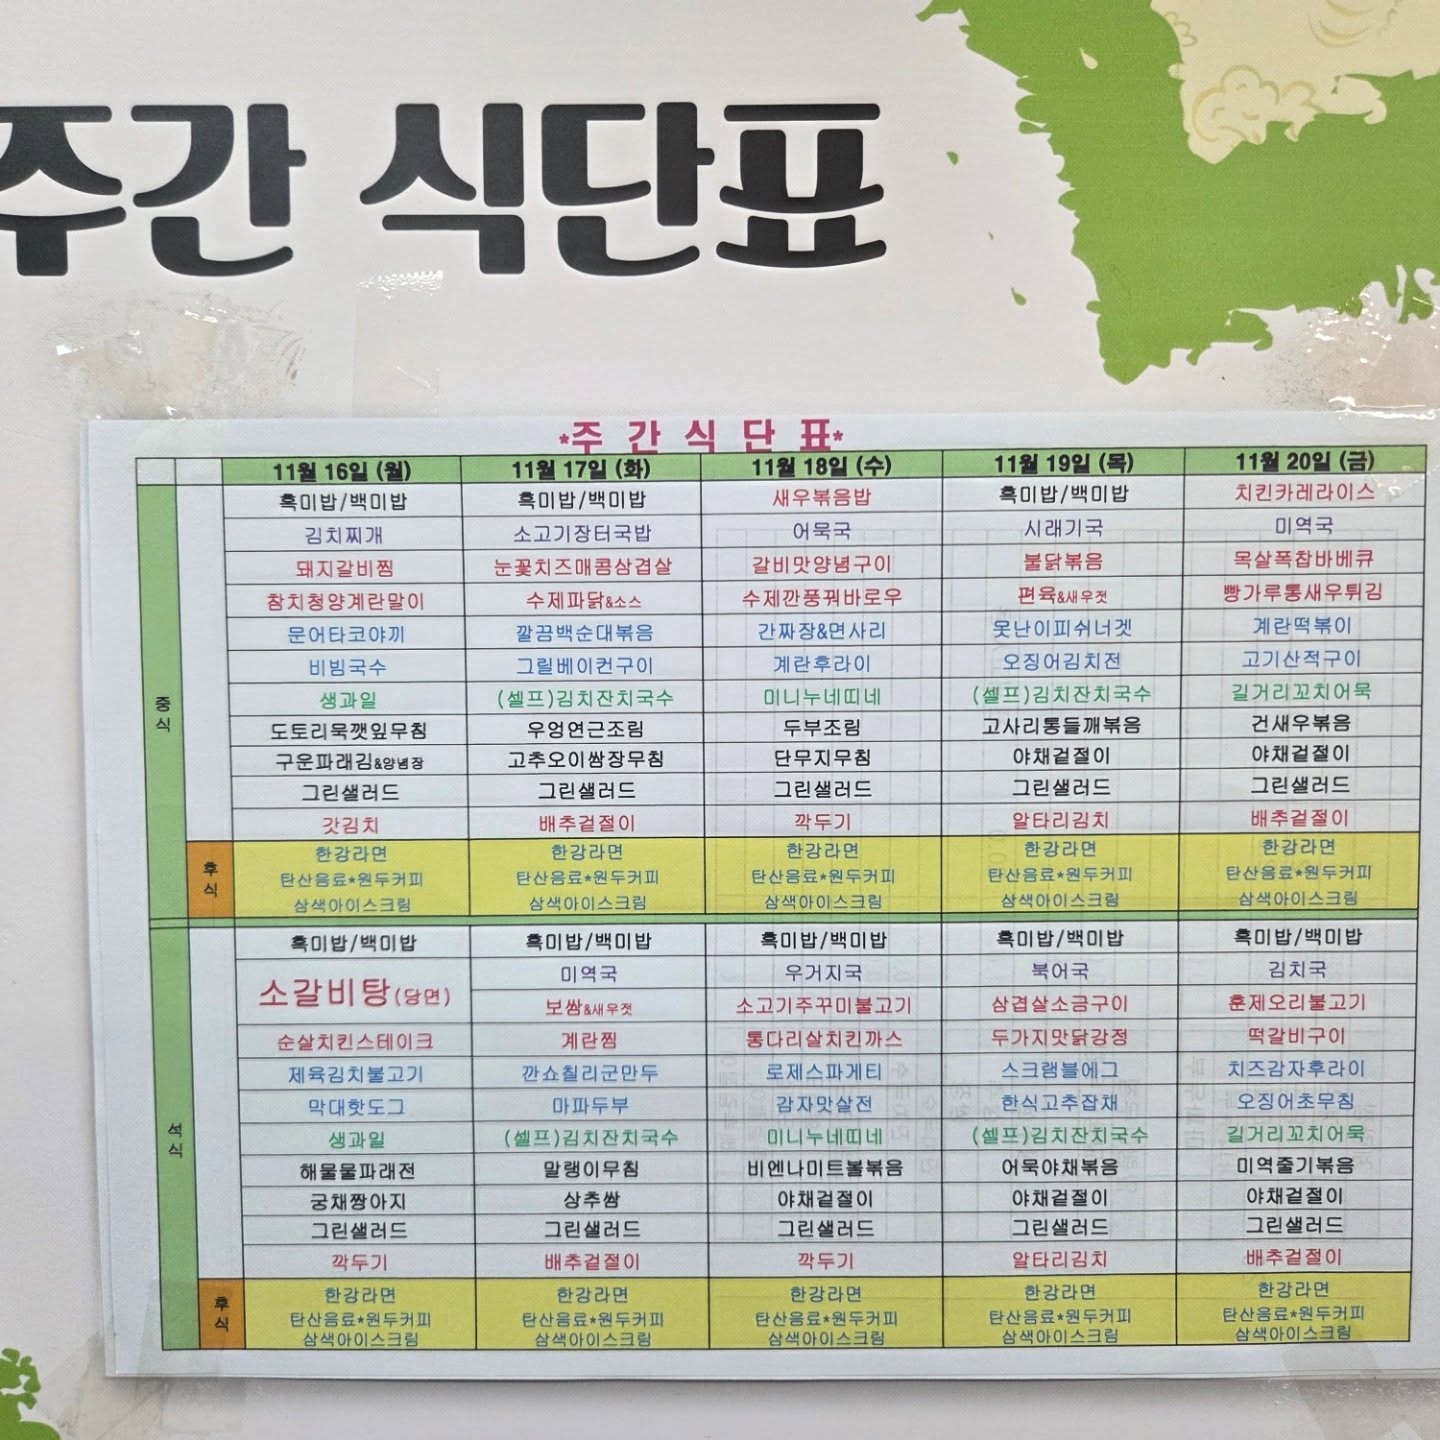 주간 식단표
*주 간 식 단 표*
11월 16일 (월) 11월 17일 (화) 11월 18일 (수) 11월 19일 (목) 11월 20일 (금)
중식
흑미밥/백미밥 흑미밥/백미밥 새우볶음밥 흑미밥/백미밥 치킨카레라이스
김치찌개 소고기장터국밥 어묵국 시래기국 미역국
돼지갈비찜 눈꽃치즈매콤삼겹살 갈비맛양념구이 불닭볶음 목살폭찹바베큐
참치청양계란말이 수제파닭&소스 수제깐풍꿔바로우 편육&새우젓 빵가루통새우튀김
문어타코야끼 깔끔백순대볶음 간짜장&면사리 못난이피쉬너겟 계란떡볶이
비빔국수 그릴베이컨구이 계란후라이 오징어김치전 고기산적구이
생과일 (셀프)김치잔치국수 미니누네띠네 (셀프)김치잔치국수 길거리꼬치어묵
도토리묵깻잎무침 우엉연근조림 두부조림 고사리통들깨볶음 건새우볶음
구운파래김&양념장 고추오이쌈장무침 단무지무침 야채겉절이 야채겉절이
그린샐러드 그린샐러드 그린샐러드 그린샐러드 그린샐러드
갓김치 배추겉절이 깍두기 알타리김치 배추겉절이
후식
한강라면 한강라면 한강라면 한강라면 한강라면
탄산음료*원두커피 탄산음료*원두커피 탄산음료*원두커피 탄산음료*원두커피 탄산음료*원두커피
삼색아이스크림 삼색아이스크림 삼색아이스크림 삼색아이스크림 삼색아이스크림
석식
흑미밥/백미밥 흑미밥/백미밥 흑미밥/백미밥 흑미밥/백미밥 흑미밥/백미밥
소갈비탕(당면) 미역국 우거지국 북어국 김치국
보쌈&새우젓 소고기주꾸미불고기 삼겹살소금구이 훈제오리불고기
순살치킨스테이크 계란찜 통다리살치킨까스 두가지맛닭강정 떡갈비구이
제육김치불고기 깐쇼칠리군만두 로제스파게티 스크램블에그 치즈감자후라이
막대핫도그 마파두부 감자맛살전 한식고추잡채 오징어초무침
생과일 (셀프)김치잔치국수 미니누네띠네 (셀프)김치잔치국수 길거리꼬치어묵
해물물파래전 말랭이무침 비엔나미트볼볶음 어묵야채볶음 미역줄기볶음
궁채짱아지 상추쌈 야채겉절이 야채겉절이 야채겉절이
그린샐러드 그린샐러드 그린샐러드 그린샐러드 그린샐러드
깍두기 배추겉절이 깍두기 알타리김치 배추겉절이
후식
한강라면 한강라면 한강라면 한강라면 한강라면
탄산음료*원두커피 탄산음료*원두커피 탄산음료*원두커피 탄산음료*원두커피 탄산음료*원두커피
삼색아이스크림 삼색아이스크림 삼색아이스크림 삼색아이스크림 삼색아이스크림